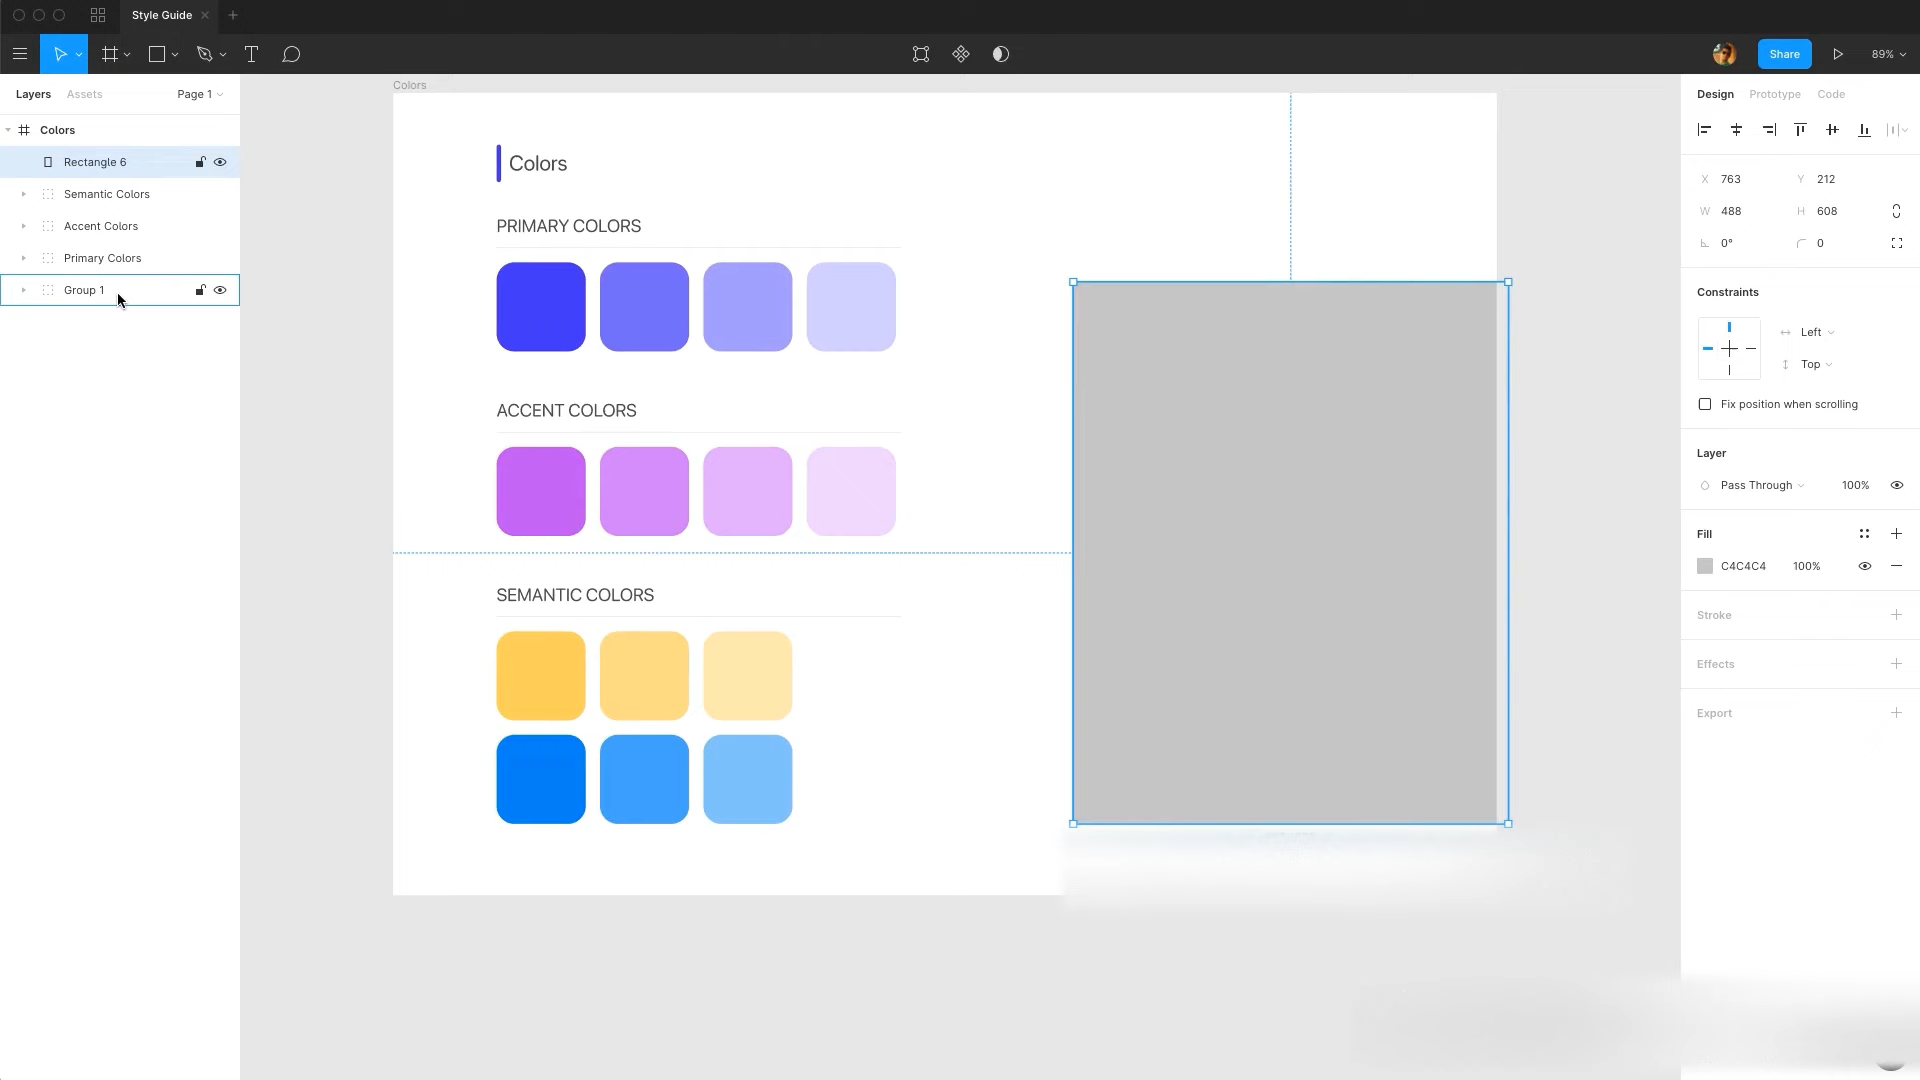 Style Guide
Share
89%
Layers Assets Page 1
Colors
Rectangle 6
Semantic Colors
Accent Colors
Primary Colors
Group 1
Colors
Colors
PRIMARY COLORS
ACCENT COLORS
SEMANTIC COLORS
Design Prototype Code
X 763 Y 212
W 488 H 608
0° 0
Constraints
Left
Top
Fix position when scrolling
Layer
Pass Through 100%
Fill
C4C4C4 100%
Stroke
Effects
Export